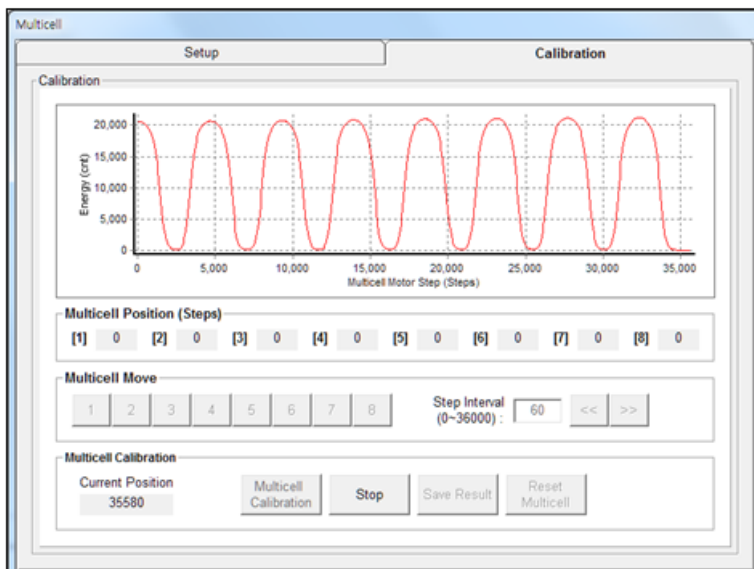 Multicell
Setup Calibration
Calibration
20,000
15,000
10,000
5,000
0
Energy (cnt)
0 5,000 10,000 15,000 20,000 25,000 30,000 35,000
Multicell Motor Step (Steps)
Multicell Position (Steps)
[1] 0 [2] 0 [3] 0 [4] 0 [5] 0 [6] 0 [7] 0 [8] 0
Multicell Move
1 2 3 4 5 6 7 8
Step Interval
(0~36000) : 60 << >>
Multicell Calibration
Current Position
35580
Multicell
Calibration
Stop
Save Result
Reset
Multicell